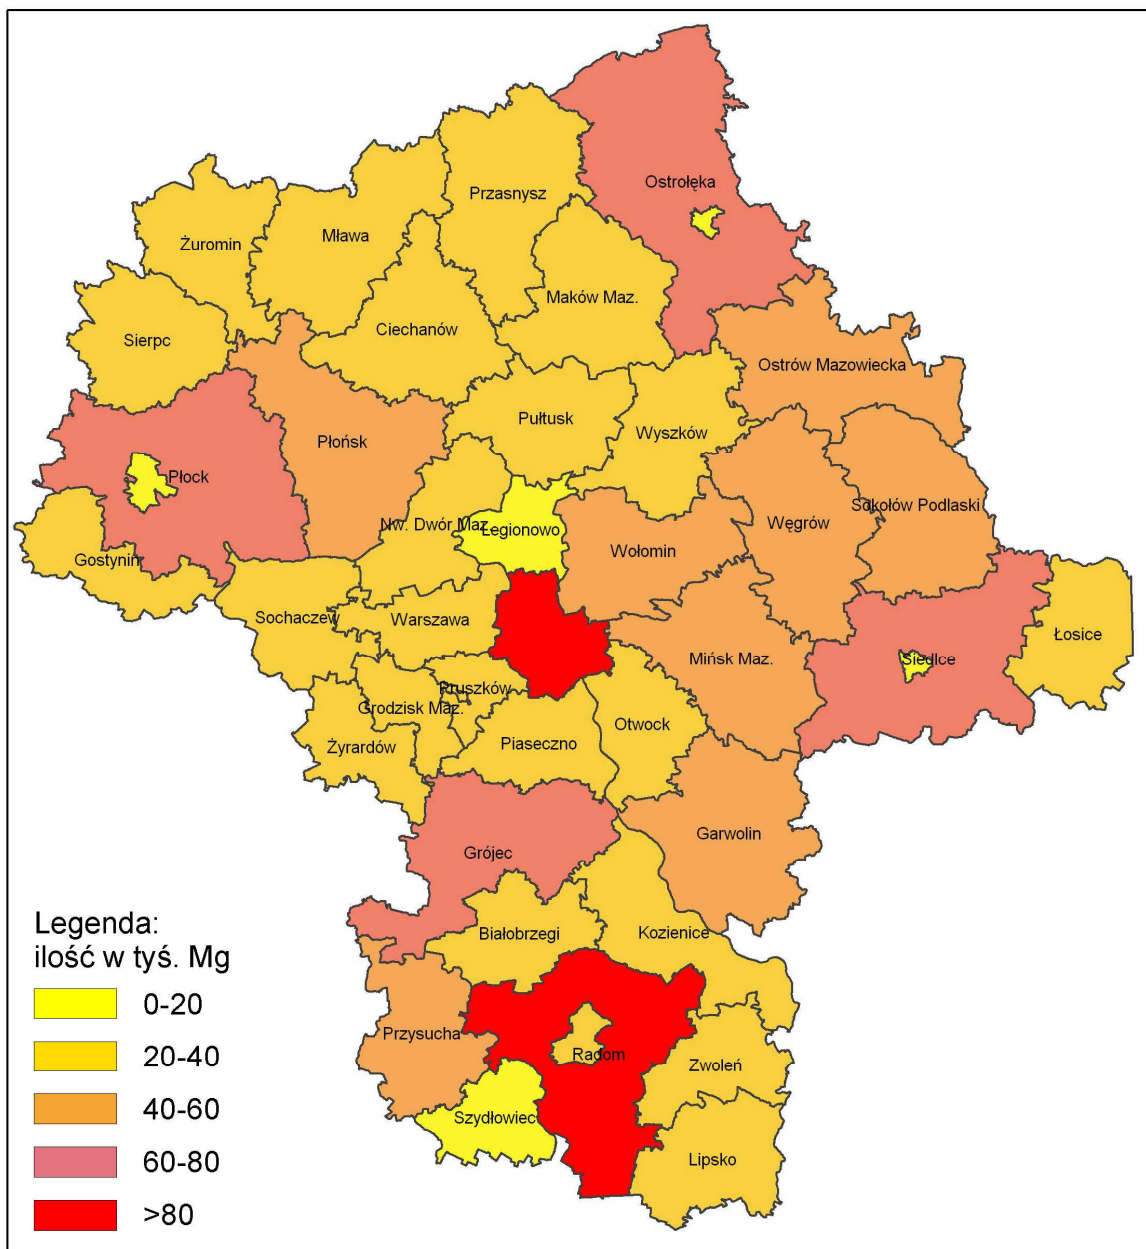 Ostrołęka
Przasnysz
Mława
Żuromin
Maków Maz.
Ciechanów
Sierpc
Ostrów Mazowiecka
Pułtusk
Wyszków
Płońsk
Płock
Sokołów Podlaski
Węgrów
Nw. Dwór Maz.
Legionowo
Wołomin
Gostynin
Sochaczew
Warszawa
Łosice
Mińsk Maz.
Siedlce
Pruszków
Grodzisk Maz.
Otwock
Żyrardów
Piaseczno
Garwolin
Grójec
Białobrzegi
Kozienice
Przysucha
Radom
Zwoleń
Szydłowiec
Lipsko
Legenda:
ilość w tyś. Mg
0-20
20-40
40-60
60-80
>80